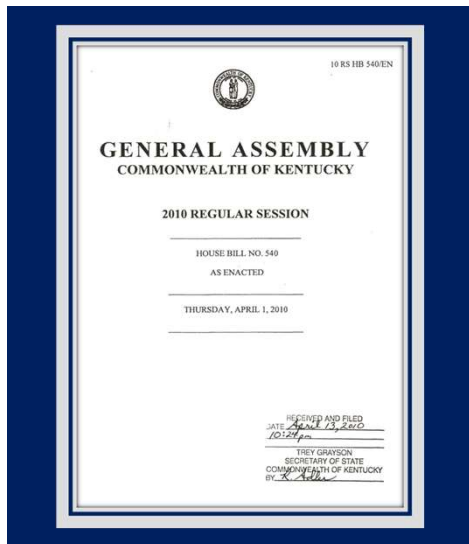 10 RS HB 540/EN
GENERAL ASSEMBLY
COMMONWEALTH OF KENTUCKY
2010 REGULAR SESSION
HOUSE BILL NO. 540
AS ENACTED
THURSDAY, APRIL 1, 2010
RECEIVED AND FILED
DATE April 13, 2010
10:24pm
TREY GRAYSON
SECRETARY OF STATE
COMMONWEALTH OF KENTUCKY
BY K. Adler